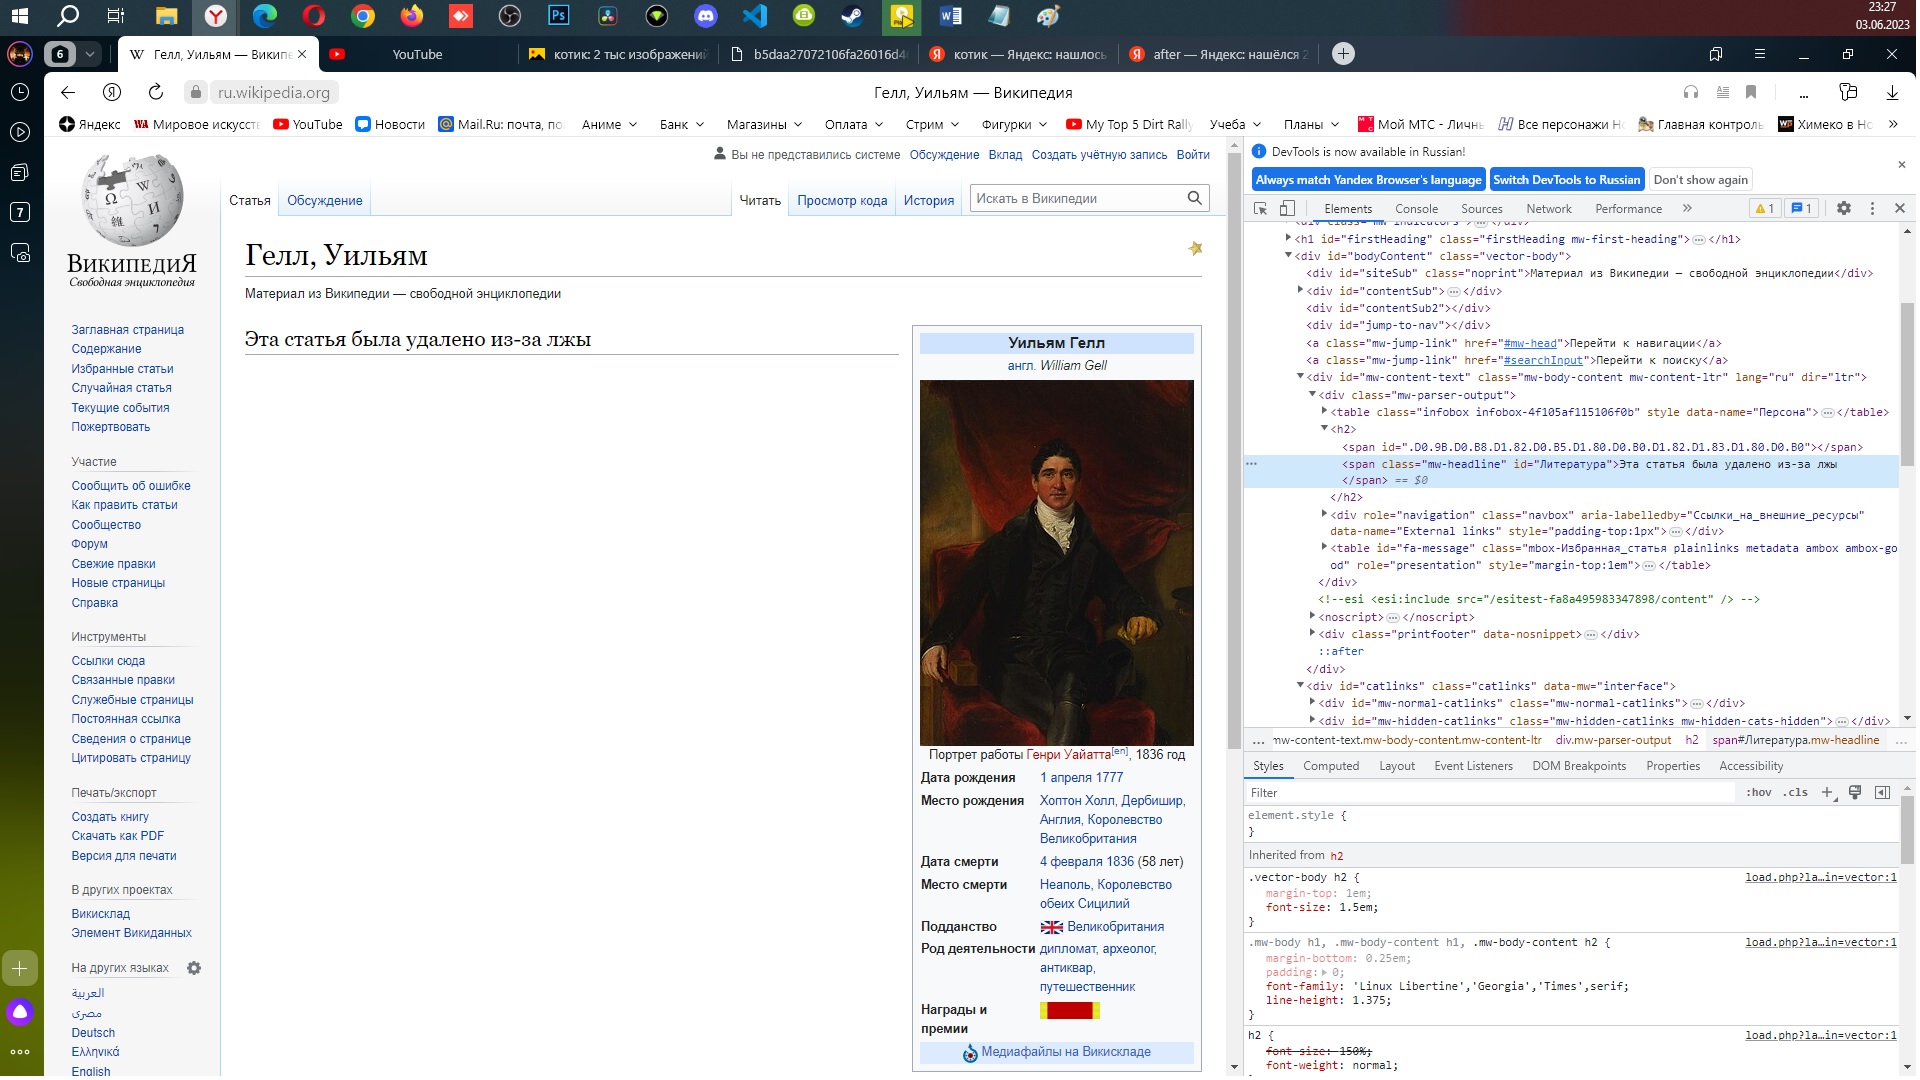 23:27
03.06.2023
6
Гелл, Уильям — Википе
YouTube
котик: 2 тыс изображений
b5daa27072106fa26016d4
котик — Яндекс: нашлось
after — Яндекс: нашёлся 2
ru.wikipedia.org
Гелл, Уильям — Википедия
Яндекс
Мировое искусст
YouTube
Новости
Mail.Ru: почта, по
Аниме
Банк
Магазины
Оплата
Стрим
Фигурки
My Top 5 Dirt Rally
Учеба
Планы
Мой МТС - Личнь
Все персонажи Но
Главная контроль
Химеко в Но
7
ВИКИПЕДИЯ
Свободная энциклопедия
Заглавная страница
Содержание
Избранные статьи
Случайная статья
Текущие события
Пожертвовать
Участие
Сообщить об ошибке
Как править статьи
Сообщество
Форум
Свежие правки
Новые страницы
Справка
Инструменты
Ссылки сюда
Связанные правки
Служебные страницы
Постоянная ссылка
Сведения о странице
Цитировать страницу
Печать/экспорт
Создать книгу
Скачать как PDF
Версия для печати
В других проектах
Викисклад
Элемент Викиданных
На других языках
العربية
مصرى
Deutsch
Ελληνικά
English
Вы не представились системе
Обсуждение
Вклад
Создать учётную запись
Войти
Статья
Обсуждение
Читать
Просмотр кода
История
Искать в Википедии
Гелл, Уильям
Материал из Википедии — свободной энциклопедии
Эта статья была удалено из-за лжы
Уильям Гелл
англ. William Gell
Портрет работы Генри Уайатта[en], 1836 год
Дата рождения 1 апреля 1777
Место рождения Хоптон Холл, Дербишир,
Англия, Королевство
Великобритания
Дата смерти 4 февраля 1836 (58 лет)
Место смерти Неаполь, Королевство
обеих Сицилий
Подданство Великобритания
Род деятельности дипломат, археолог,
антиквар,
путешественник
Награды и
премии
Медиафайлы на Викискладе
DevTools is now available in Russian!
Always match Yandex Browser's language
Switch DevTools to Russian
Don't show again
Elements
Console
Sources
Network
Performance
1
1
<div class="mw-indicators">…</div>
<h1 id="firstHeading" class="firstHeading mw-first-heading">…</h1>
<div id="bodyContent" class="vector-body">
<div id="siteSub" class="noprint">Материал из Википедии — свободной энциклопедии</div>
<div id="contentSub">…</div>
<div id="contentSub2"></div>
<div id="jump-to-nav"></div>
<a class="mw-jump-link" href="#mw-head">Перейти к навигации</a>
<a class="mw-jump-link" href="#searchInput">Перейти к поиску</a>
<div id="mw-content-text" class="mw-body-content mw-content-ltr" lang="ru" dir="ltr">
<div class="mw-parser-output">
<table class="infobox infobox-4f105af115106f0b" style data-name="Персона">…</table>
<h2>
<span id=".D0.9B.D0.B8.D1.82.D0.B5.D1.80.D0.B0.D1.82.D1.83.D1.80.D0.B0"></span>
<span class="mw-headline" id="Литература">Эта статья была удалено из-за лжы
</span> == $0
</h2>
<div role="navigation" class="navbox" aria-labelledby="Ссылки_на_внешние_ресурсы"
data-name="External links" style="padding-top:1px">…</div>
<table id="fa-message" class="mbox-Избранная_статья plainlinks metadata ambox ambox-go
od" role="presentation" style="margin-top:1em">…</table>
</div>
<!--esi <esi:include src="/esitest-fa8a495983347898/content" /> -->
<noscript>…</noscript>
<div class="printfooter" data-nosnippet>…</div>
::after
</div>
<div id="catlinks" class="catlinks" data-mw="interface">
<div id="mw-normal-catlinks" class="mw-normal-catlinks">…</div>
<div id="mw-hidden-catlinks" class="mw-hidden-catlinks mw-hidden-cats-hidden">…</div>
… mw-content-text.mw-body-content.mw-content-ltr div.mw-parser-output h2 span#Литература.mw-headline …
Styles
Computed
Layout
Event Listeners
DOM Breakpoints
Properties
Accessibility
Filter
:hov .cls
element.style {
}
Inherited from h2
.vector-body h2 { load.php?la…in=vector:1
margin-top: 1em;
font-size: 1.5em;
}
.mw-body h1, .mw-body-content h1, .mw-body-content h2 { load.php?la…in=vector:1
margin-bottom: 0.25em;
padding: 0;
font-family: 'Linux Libertine','Georgia','Times',serif;
line-height: 1.375;
}
h2 { load.php?la…in=vector:1
font-size: 150%;
font-weight: normal;